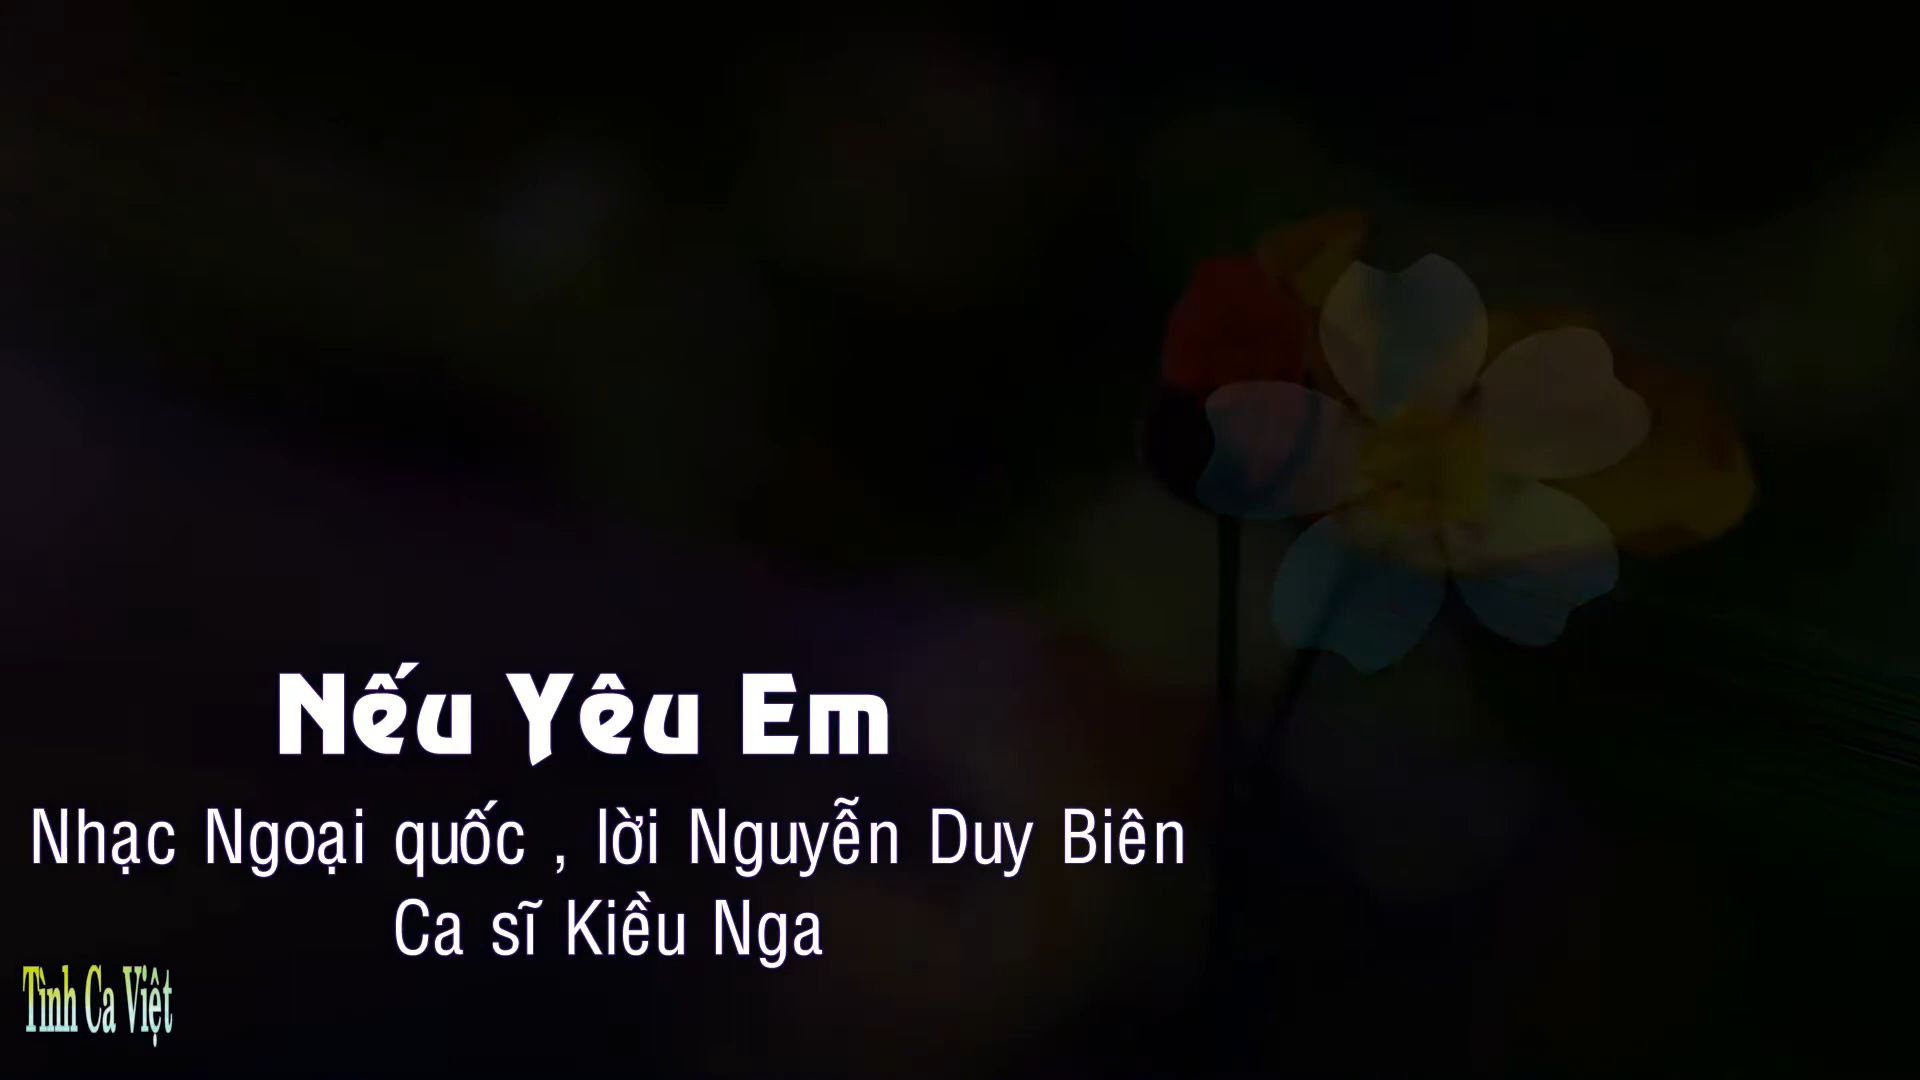 Nếu Yêu Em
Nhạc Ngoại quốc , lời Nguyễn Duy Biên
Ca sĩ Kiều Nga
Tình Ca Việt